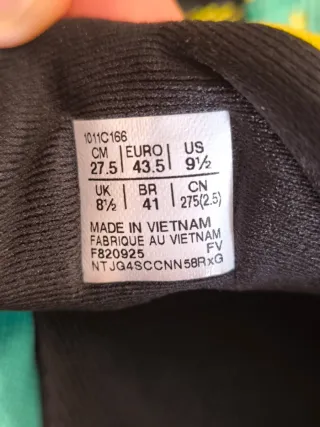 1011C166
CM EURO US
27.5 43.5 9½
UK BR CN
8½ 41 275(2.5)
MADE IN VIETNAM
FABRIQUE AU VIETNAM
F820925 FV
NTJG4SCCNN58RxG